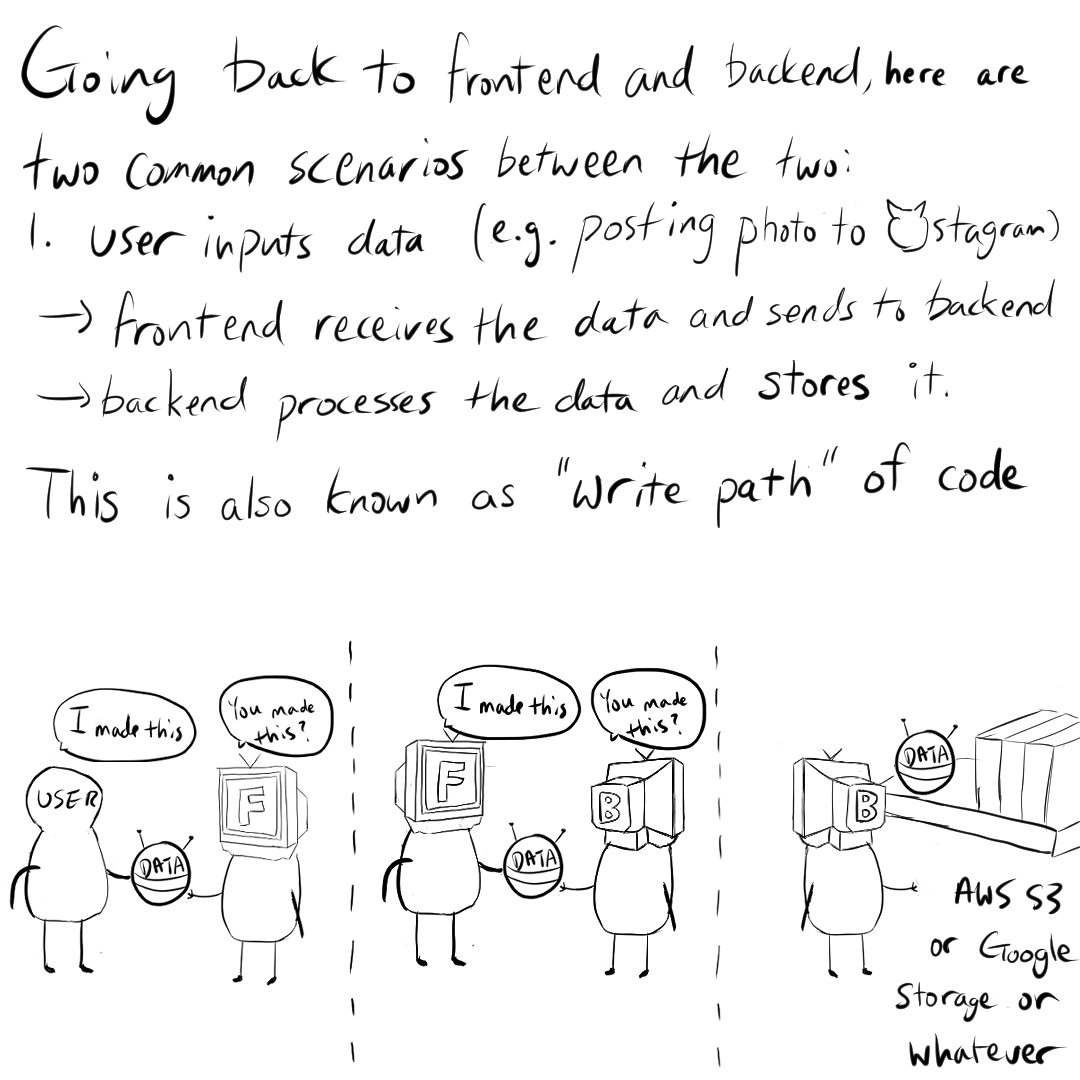 Going back to frontend and backend, here are
two common scenarios between the two:
1. user inputs data (e.g. posting photo to stagram)
→ frontend receives the data and sends to backend
→ backend processes the data and stores it.
This is also known as "write path" of code
I made this
You made
this?
USER
F
DATA
I made this
You made
this?
F
B
DATA
B
DATA
AWS S3
or Google
Storage or
whatever